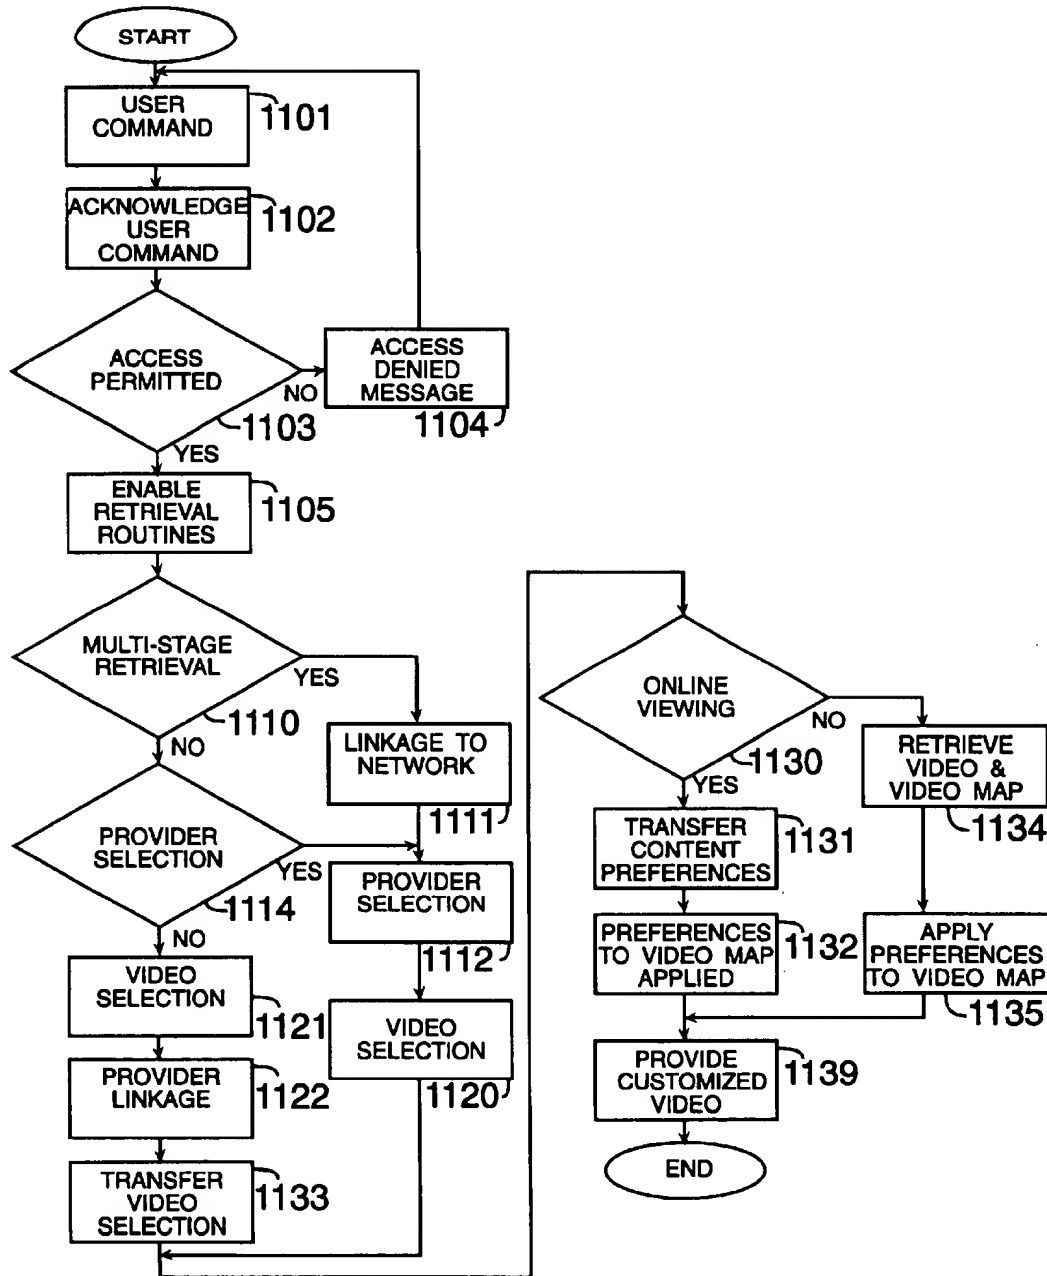 START
USER
COMMAND
1101
ACKNOWLEDGE
USER
COMMAND
1102
ACCESS
PERMITTED
1103
NO
YES
ACCESS
DENIED
MESSAGE
1104
ENABLE
RETRIEVAL
ROUTINES
1105
MULTI-STAGE
RETRIEVAL
1110
YES
NO
LINKAGE TO
NETWORK
1111
PROVIDER
SELECTION
1114
YES
NO
PROVIDER
SELECTION
1112
VIDEO
SELECTION
1121
VIDEO
SELECTION
1120
PROVIDER
LINKAGE
1122
TRANSFER
VIDEO
SELECTION
1133
ONLINE
VIEWING
1130
NO
YES
RETRIEVE
VIDEO &
VIDEO MAP
1134
TRANSFER
CONTENT
PREFERENCES
1131
PREFERENCES
TO VIDEO MAP
APPLIED
1132
APPLY
PREFERENCES
TO VIDEO MAP
1135
PROVIDE
CUSTOMIZED
VIDEO
1139
END